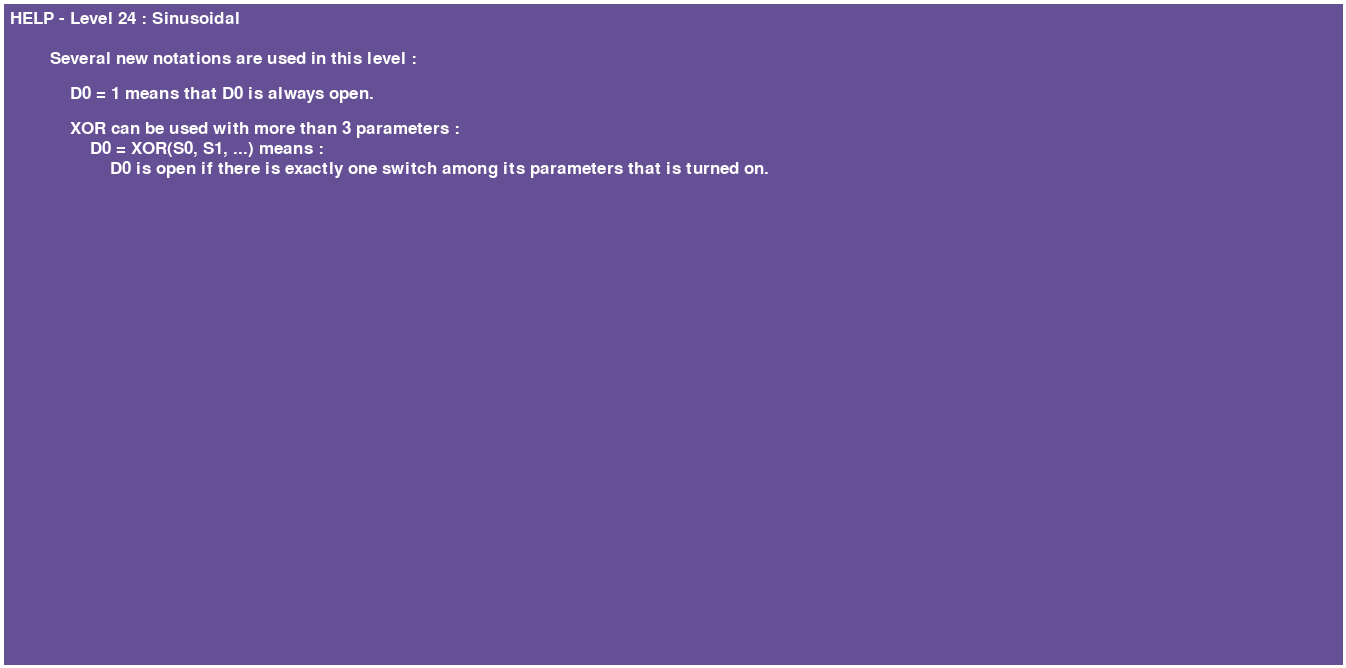 HELP - Level 24 : Sinusoidal
Several new notations are used in this level :
D0 = 1 means that D0 is always open.
XOR can be used with more than 3 parameters :
D0 = XOR(S0, S1, ...) means :
D0 is open if there is exactly one switch among its parameters that is turned on.